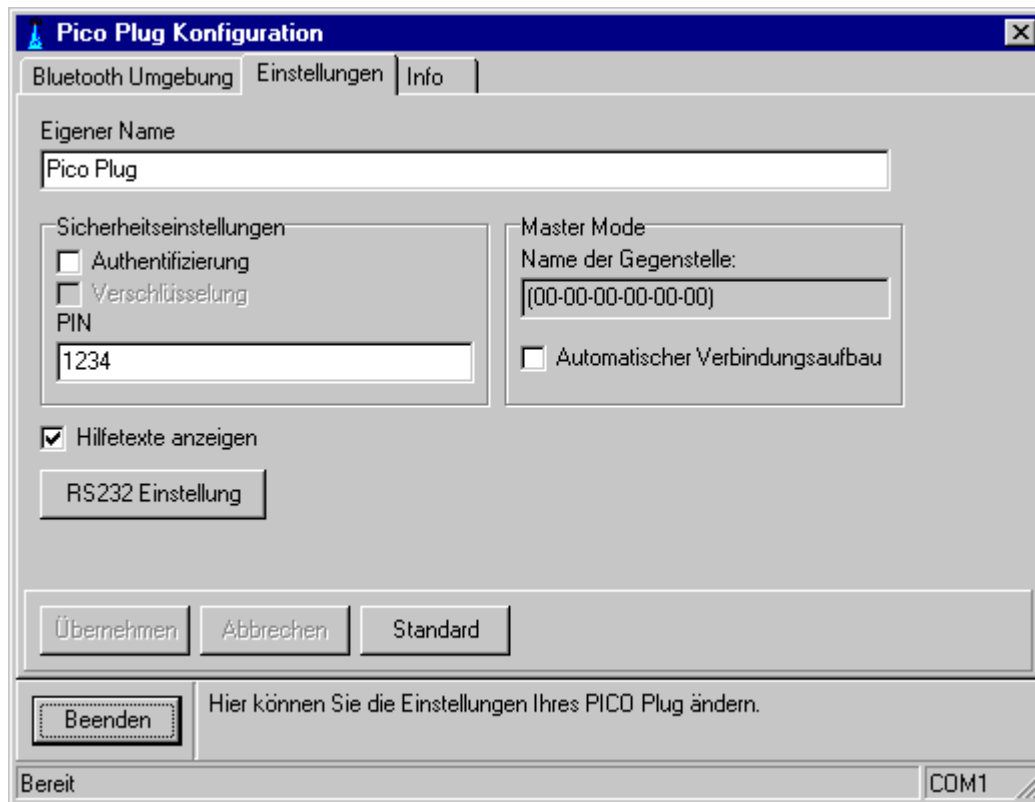 Pico Plug Konfiguration
Bluetooth Umgebung Einstellungen Info
Eigener Name
Pico Plug
Sicherheitseinstellungen
Authentifizierung
Verschlüsselung
PIN
1234
Master Mode
Name der Gegenstelle:
(00-00-00-00-00-00)
Automatischer Verbindungsaufbau
Hilfetexte anzeigen
RS232 Einstellung
Übernehmen Abbrechen Standard
Beenden
Hier können Sie die Einstellungen Ihres PICO Plug ändern.
Bereit COM1